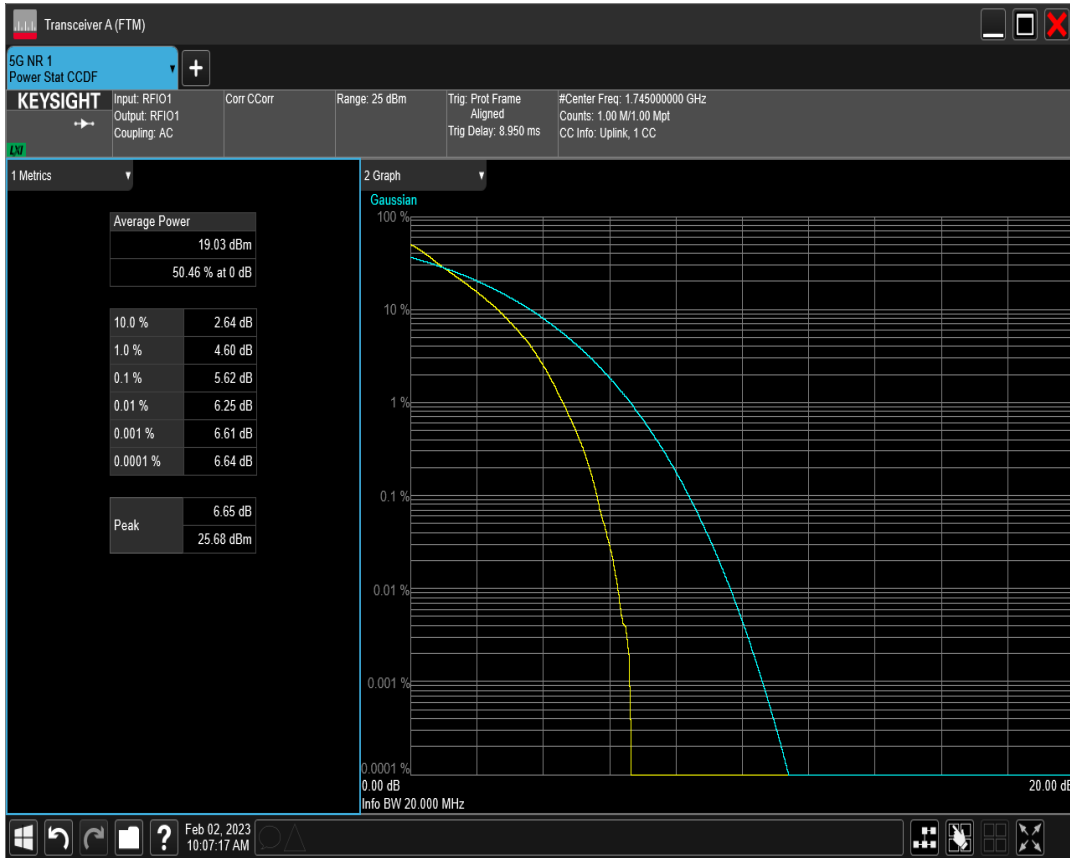 Transceiver A (FTM)
5G NR 1
Power Stat CCDF
KEYSIGHT
LXI
Input: RFIO1
Output: RFIO1
Coupling: AC
Corr CCorr
Range: 25 dBm
Trig: Prot Frame
Aligned
Trig Delay: 8.950 ms
#Center Freq: 1.745000000 GHz
Counts: 1.00 M/1.00 Mpt
CC Info: Uplink, 1 CC
1 Metrics
Average Power
19.03 dBm
50.46 % at 0 dB
10.0 % 2.64 dB
1.0 % 4.60 dB
0.1 % 5.62 dB
0.01 % 6.25 dB
0.001 % 6.61 dB
0.0001 % 6.64 dB
Peak 6.65 dB
25.68 dBm
2 Graph
Gaussian
100 %
10 %
1 %
0.1 %
0.01 %
0.001 %
0.0001 %
0.00 dB 20.00 dB
Info BW 20.000 MHz
Feb 02, 2023
10:07:17 AM